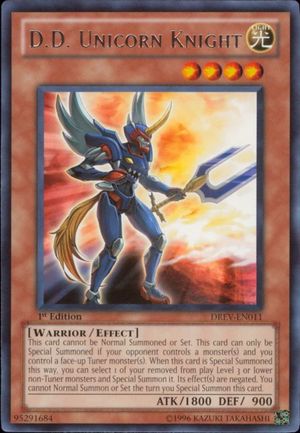 D.D. Unicorn Knight
LIGHT
光
1st Edition
DREV-EN011
[Warrior / Effect]
This card cannot be Normal Summoned or Set. This card can only be
Special Summoned if your opponent controls a monster(s) and you
control a face-up Tuner monster(s). When this card is Special Summoned
this way, you can select 1 of your removed from play Level 3 or lower
non-Tuner monsters and Special Summon it. Its effect(s) are negated. You
cannot Normal Summon or Set the turn you Special Summon this card.
ATK/1800 DEF/ 900
95291684
©1996 KAZUKI TAKAHASHI